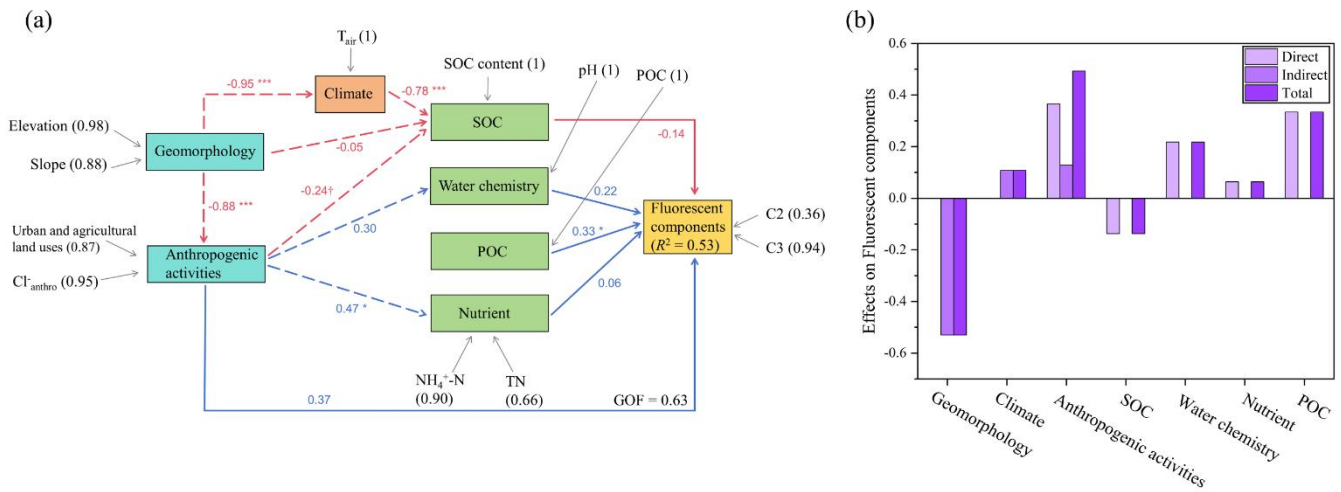 (a)
T_air (1)
-0.95 ***
Climate
-0.78 ***
SOC content (1)
pH (1)
POC (1)
Elevation (0.98)
Slope (0.88)
Geomorphology
-0.05
SOC
-0.14
-0.88 ***
-0.24†
Water chemistry
0.22
Urban and agricultural
land uses (0.87)
Cl⁻anthro (0.95)
Anthropogenic
activities
0.30
POC
0.33 *
Fluorescent
components
(R² = 0.53)
C2 (0.36)
C3 (0.94)
0.47 *
Nutrient
0.06
NH₄⁺-N
(0.90)
TN
(0.66)
0.37
GOF = 0.63
(b)
Effects on Fluorescent components
0.6
0.4
0.2
0.0
-0.2
-0.4
-0.6
Direct
Indirect
Total
Geomorphology
Climate
Anthropogenic activities
SOC
Water chemistry
Nutrient
POC